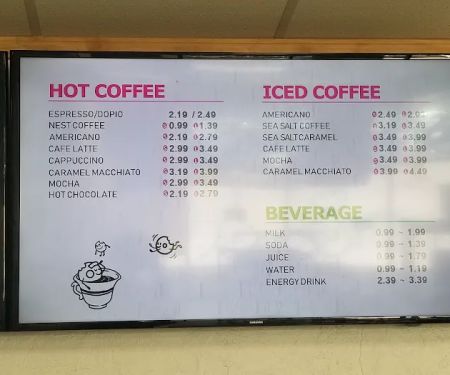 HOT COFFEE
ESPRESSO/DOPIO 2.19 / 2.49
NEST COFFEE 0.99 1.39
AMERICANO 2.19 2.79
CAFE LATTE 2.99 3.49
CAPPUCCINO 2.99 3.49
CARAMEL MACCHIATO 3.19 3.99
MOCHA 2.99 3.49
HOT CHOCOLATE 2.19 2.79
ICED COFFEE
AMERICANO 2.49
SEA SALT COFFEE 3.19 3.49
SEA SALTCARAMEL 3.49 3.99
CAFE LATTE 3.49 3.99
MOCHA 3.49 3.99
CARAMEL MACCHIATO 3.99 4.49
BEVERAGE
MILK 0.99 ~ 1.99
SODA 0.99 ~ 1.39
JUICE 0.99 ~ 1.79
WATER 0.99 ~ 1.19
ENERGY DRINK 2.39 ~ 3.39